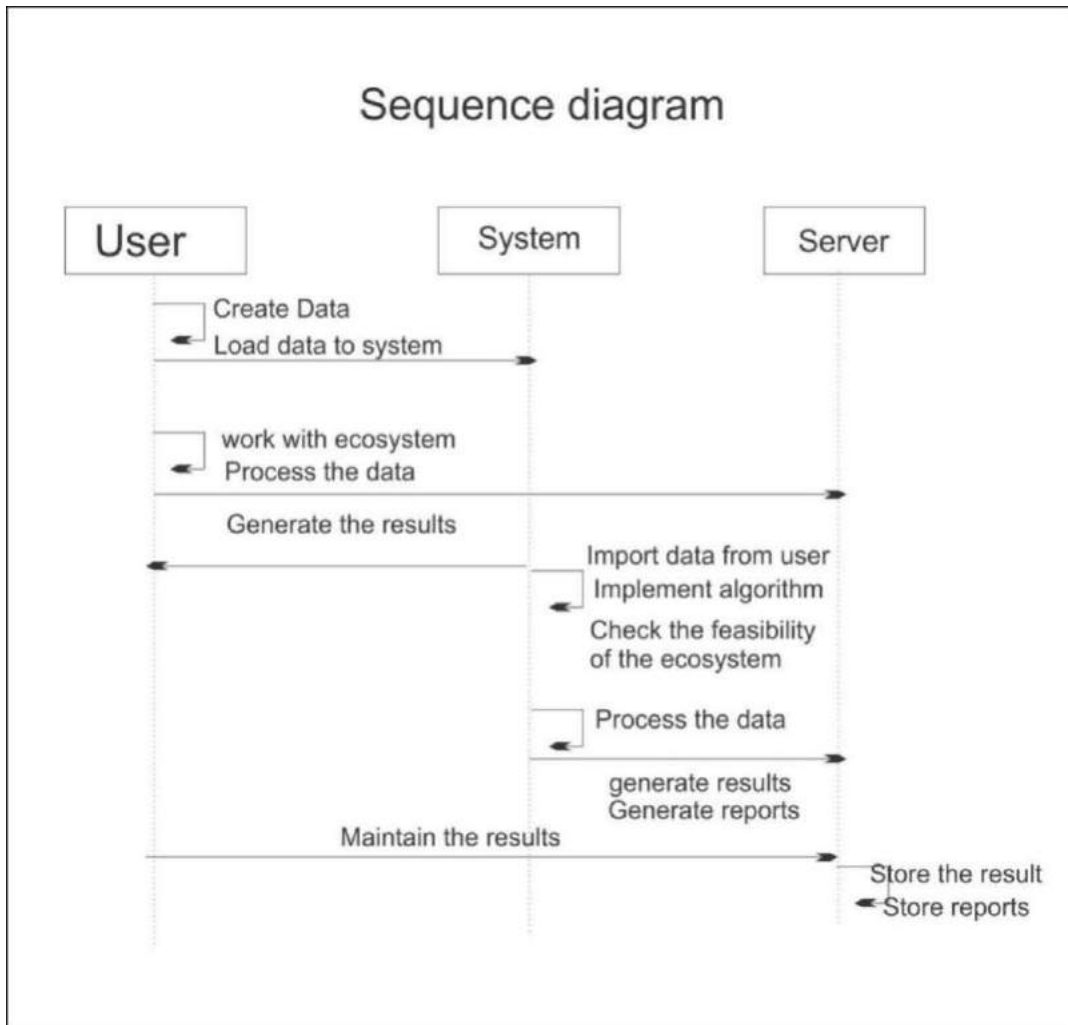 Sequence diagram
User
System
Server
Create Data
Load data to system
work with ecosystem
Process the data
Generate the results
Import data from user
Implement algorithm
Check the feasibility
of the ecosystem
Process the data
generate results
Generate reports
Maintain the results
Store the result
Store reports